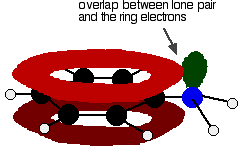 overlap between lone pair
and the ring electrons